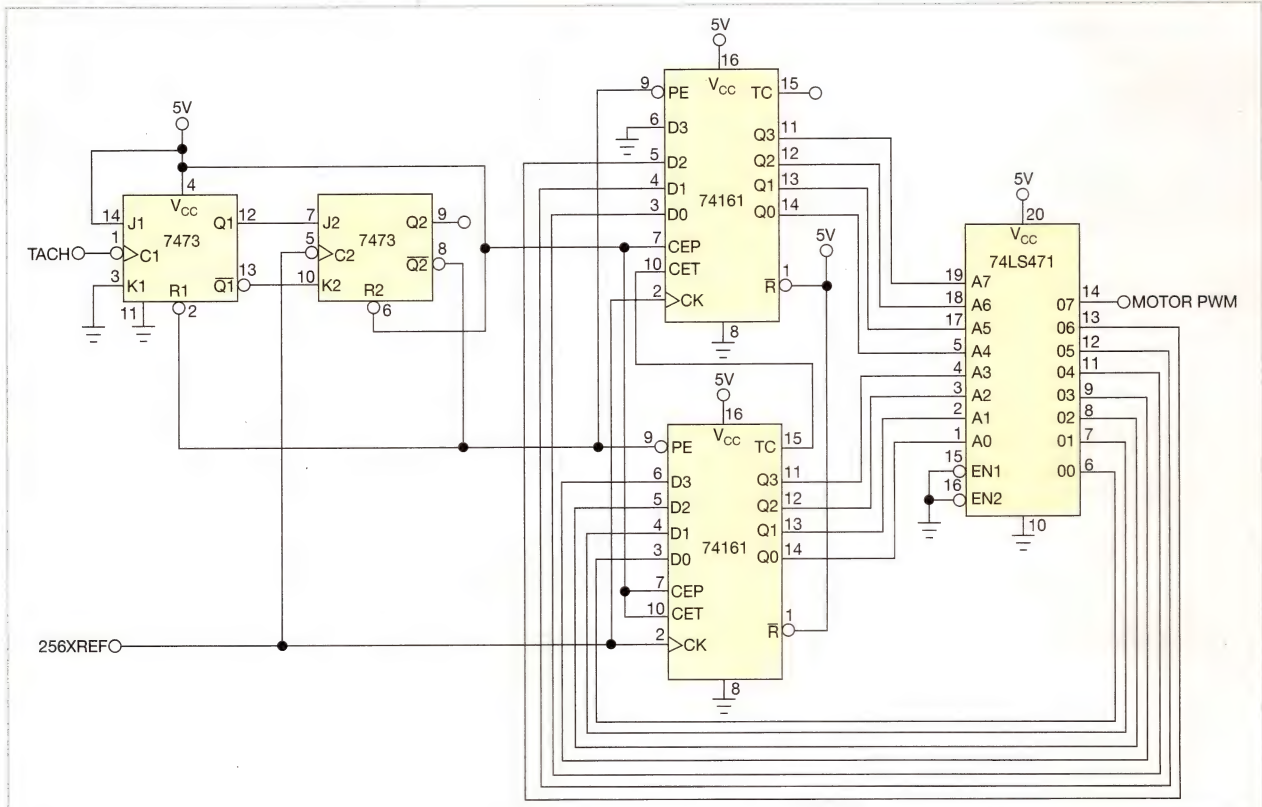 5V
4
V_CC
14 J1
Q1 12
1 C1
7473
TACH
3 K1
Q̅1̅ 13
R1
11
2
7 J2
Q2 9
5 C2
7473
Q̅2̅ 8
10 K2
R2
6
5V
16
V_CC
9 PE
TC 15
6 D3
Q3 11
5 D2
Q2 12
4 D1
74161
Q1 13
3 D0
Q0 14
7 CEP
10 CET
R̅ 1
2 CK
8
5V
5V
16
V_CC
9 PE
TC 15
6 D3
Q3 11
5 D2
Q2 12
4 D1
74161
Q1 13
3 D0
Q0 14
7 CEP
10 CET
R̅ 1
2 CK
8
256XREF
5V
20
V_CC
74LS471
19 A7
07 14
MOTOR PWM
18 A6
06 13
17 A5
05 12
5 A4
04 11
4 A3
03 9
3 A2
02 8
2 A1
01 7
1 A0
00 6
15 EN1
16 EN2
10